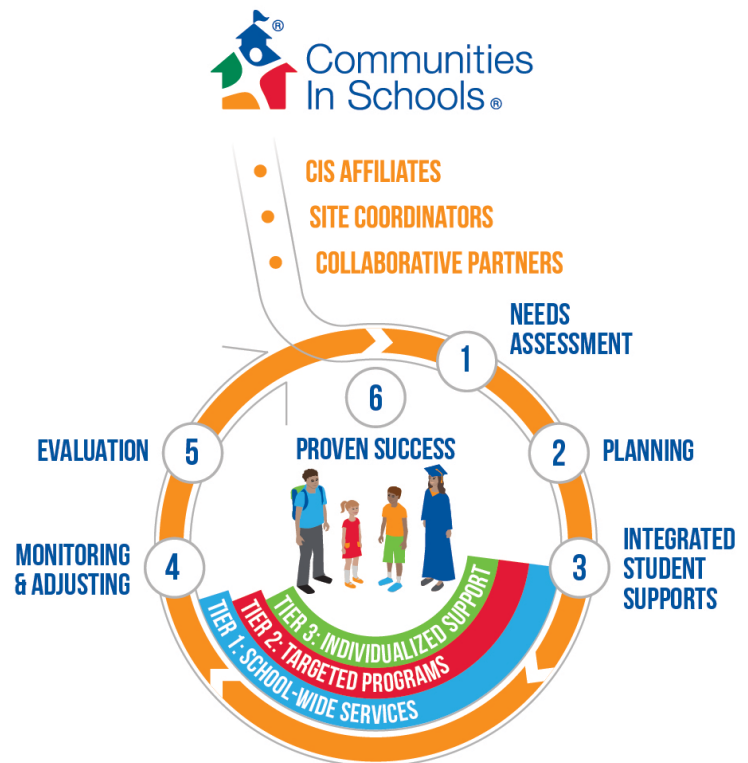 ®
Communities
In Schools®
CIS AFFILIATES
SITE COORDINATORS
COLLABORATIVE PARTNERS
1
NEEDS
ASSESSMENT
2
PLANNING
3
INTEGRATED
STUDENT
SUPPORTS
4
MONITORING
& ADJUSTING
5
EVALUATION
6
PROVEN SUCCESS
TIER 3: INDIVIDUALIZED SUPPORT
TIER 2: TARGETED PROGRAMS
TIER 1: SCHOOL-WIDE SERVICES